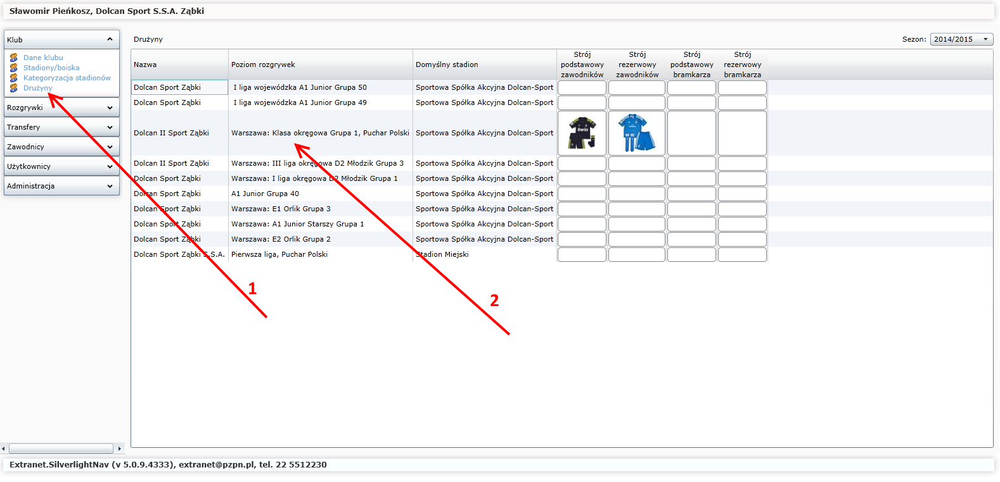 Sławomir Pieńkosz, Dolcan Sport S.S.A. Ząbki
Klub
Dane klubu
Stadiony/boiska
Kategoryzacja stadionów
Drużyny
Rozgrywki
Transfery
Zawodnicy
Użytkownicy
Administracja
Drużyny
Sezon: 2014/2015
Nazwa Poziom rozgrywek Domyślny stadion Strój podstawowy zawodników Strój rezerwowy zawodników Strój podstawowy bramkarza Strój rezerwowy bramkarza
Dolcan Sport Ząbki I liga wojewódzka A1 Junior Grupa 50 Sportowa Spółka Akcyjna Dolcan-Sport
Dolcan Sport Ząbki I liga wojewódzka A1 Junior Grupa 49 Sportowa Spółka Akcyjna Dolcan-Sport
Dolcan II Sport Ząbki Warszawa: Klasa okręgowa Grupa 1, Puchar Polski Sportowa Spółka Akcyjna Dolcan-Sport
bwin
Dolcan II Sport Ząbki Warszawa: III liga okręgowa D2 Młodzik Grupa 3 Sportowa Spółka Akcyjna Dolcan-Sport
Dolcan Sport Ząbki Warszawa: I liga okręgowa D2 Młodzik Grupa 1 Sportowa Spółka Akcyjna Dolcan-Sport
Dolcan Sport Ząbki A1 Junior Grupa 40 Sportowa Spółka Akcyjna Dolcan-Sport
Dolcan Sport Ząbki Warszawa: E1 Orlik Grupa 3 Sportowa Spółka Akcyjna Dolcan-Sport
Dolcan Sport Ząbki Warszawa: A1 Junior Starszy Grupa 1 Sportowa Spółka Akcyjna Dolcan-Sport
Dolcan Sport Ząbki Warszawa: E2 Orlik Grupa 2 Sportowa Spółka Akcyjna Dolcan-Sport
Dolcan Sport Ząbki S.S.A. Pierwsza liga, Puchar Polski Stadion Miejski
1
2
Extranet.SilverlightNav (v 5.0.9.4333), extranet@pzpn.pl, tel. 22 5512230